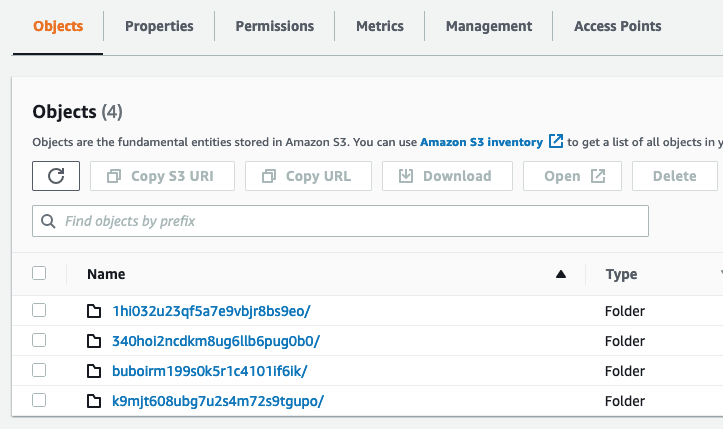 Objects Properties Permissions Metrics Management Access Points
Objects (4)
Objects are the fundamental entities stored in Amazon S3. You can use Amazon S3 inventory to get a list of all objects in
Copy S3 URI Copy URL Download Open Delete
Find objects by prefix
Name Type
1hi032u23qf5a7e9vbjr8bs9eo/ Folder
340hoi2ncdkm8ug6llb6pug0b0/ Folder
buboirm199s0k5r1c4101if6ik/ Folder
k9mjt608ubg7u2s4m72s9tgupo/ Folder